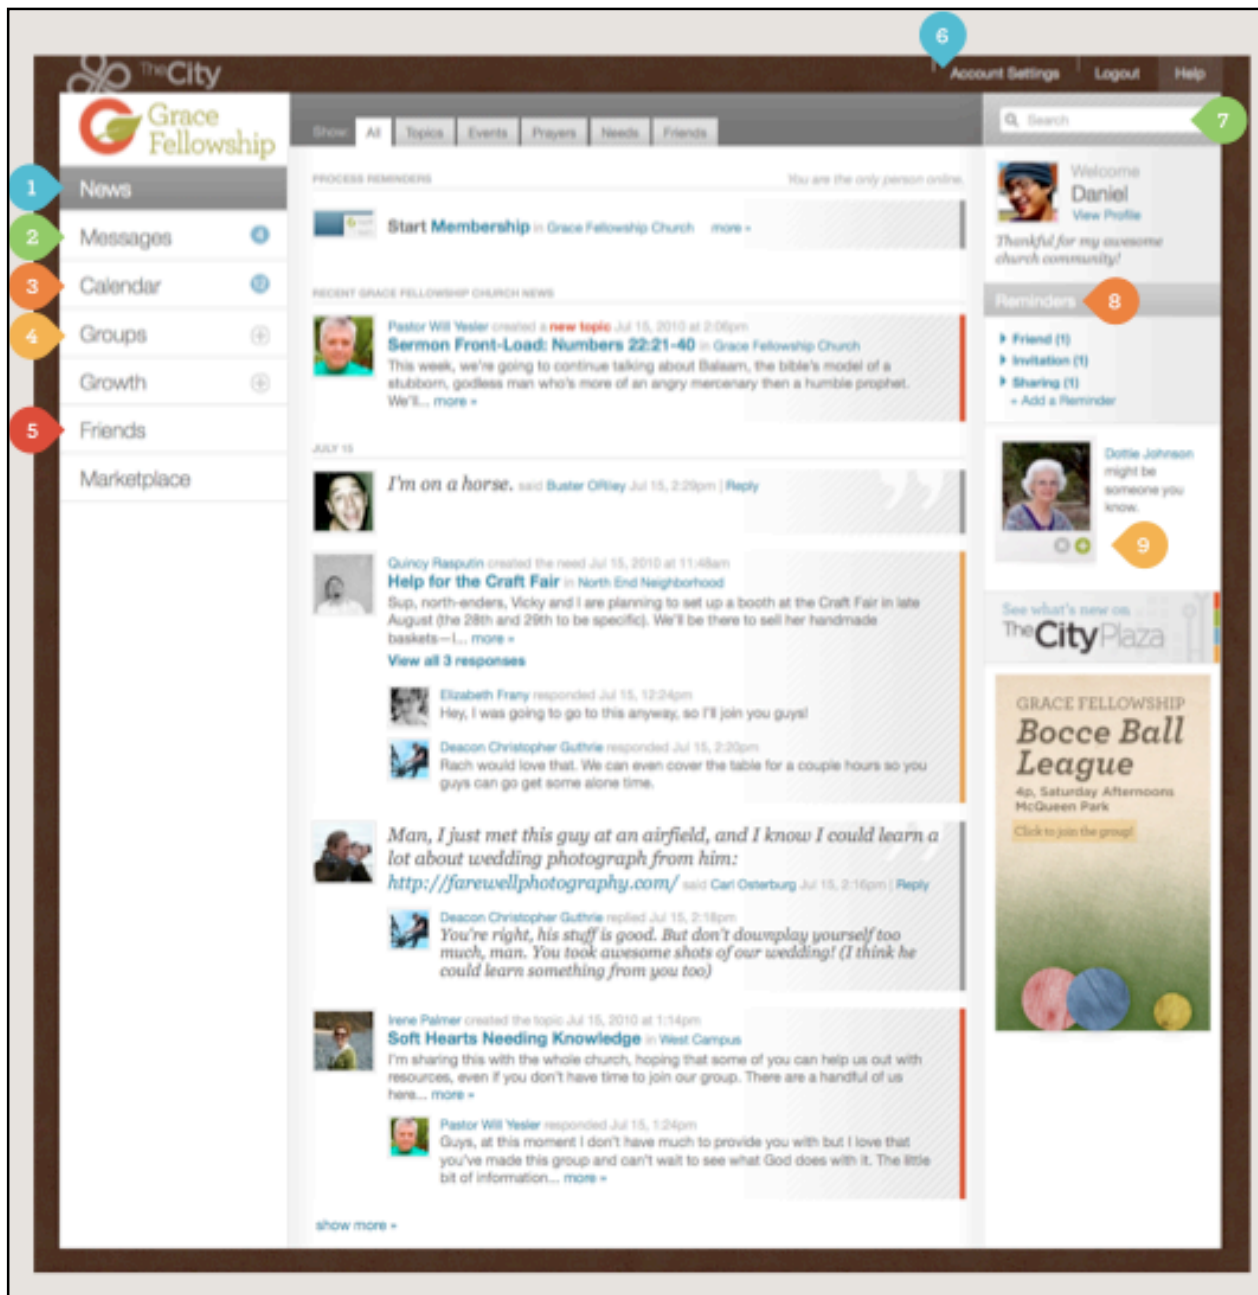 6
The City
Account Settings
Logout
Help
Grace
Fellowship
Show: All Topics Events Prayers Needs Friends
Search
7
1
News
2
Messages 4
3
Calendar 12
4
Groups
Growth
5
Friends
Marketplace
PROCESS REMINDERS
You are the only person online.
Start Membership in Grace Fellowship Church more »
RECENT GRACE FELLOWSHIP CHURCH NEWS
Pastor Will Yesler created a new topic Jul 15, 2010 at 2:06pm
Sermon Front-Load: Numbers 22:21-40 in Grace Fellowship Church
This week, we're going to continue talking about Balaam, the bible's model of a
stubborn, godless man who's more of an angry mercenary then a humble prophet.
We'll... more »
JULY 15
I'm on a horse. said Buster ORiley Jul 15, 2:29pm | Reply
Quincy Rasputin created the need Jul 15, 2010 at 11:48am
Help for the Craft Fair in North End Neighborhood
Sup, north-enders, Vicky and I are planning to set up a booth at the Craft Fair in late
August (the 28th and 29th to be specific). We'll be there to sell her handmade
baskets—I... more »
View all 3 responses
Elizabeth Frany responded Jul 15, 12:24pm
Hey, I was going to go to this anyway, so I'll join you guys!
Deacon Christopher Guthrie responded Jul 15, 2:20pm
Rach would love that. We can even cover the table for a couple hours so you
guys can go get some alone time.
Man, I just met this guy at an airfield, and I know I could learn a
lot about wedding photograph from him:
http://farewellphotography.com/ said Carl Osterburg Jul 15, 2:16pm | Reply
Deacon Christopher Guthrie replied Jul 15, 2:18pm
You're right, his stuff is good. But don't downplay yourself too
much, man. You took awesome shots of our wedding! (I think he
could learn something from you too)
Irene Palmer created the topic Jul 15, 2010 at 1:14pm
Soft Hearts Needing Knowledge in West Campus
I'm sharing this with the whole church, hoping that some of you can help us out with
resources, even if you don't have time to join our group. There are a handful of us
here... more »
Pastor Will Yesler responded Jul 15, 1:24pm
Guys, at this moment I don't have much to provide you with but I love that
you've made this group and can't wait to see what God does with it. The little
bit of information... more »
show more »
Welcome
Daniel
View Profile
Thankful for my awesome
church community!
Reminders 8
Friend (1)
Invitation (1)
Sharing (1)
+ Add a Reminder
Dottie Johnson
might be
someone you
know.
9
See what's new on
The City Plaza
GRACE FELLOWSHIP
Bocce Ball
League
4p, Saturday Afternoons
McQueen Park
Click to join the group!